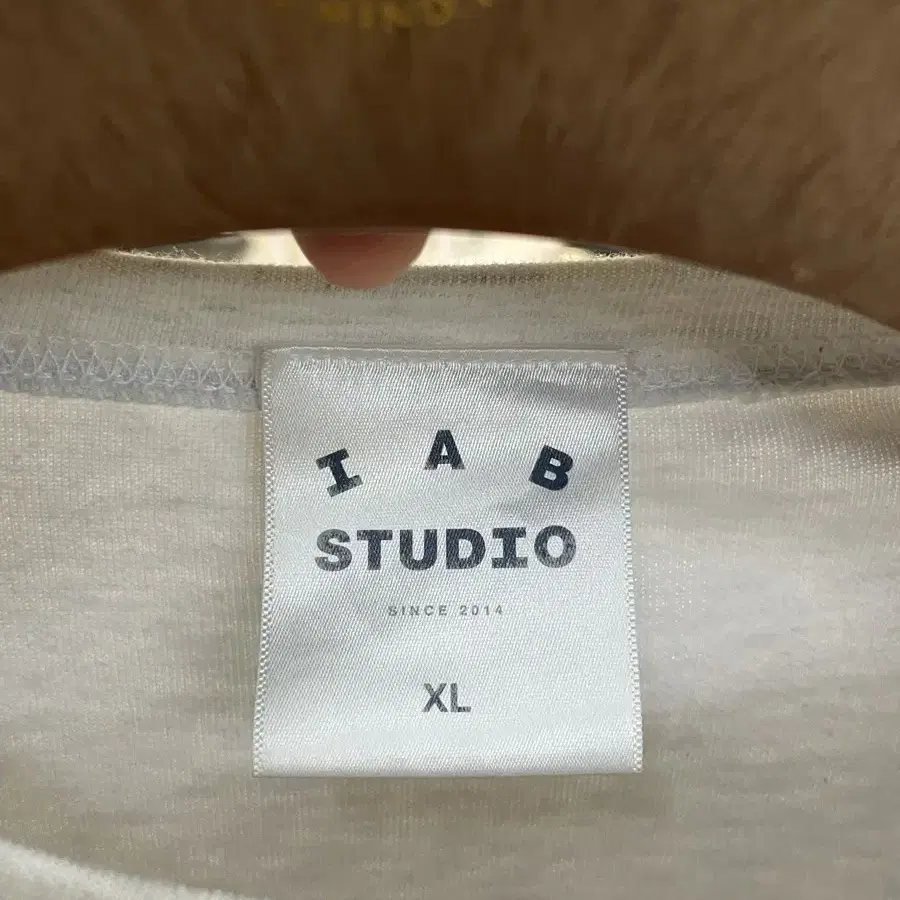 I A B
STUDIO
SINCE 2014
XL